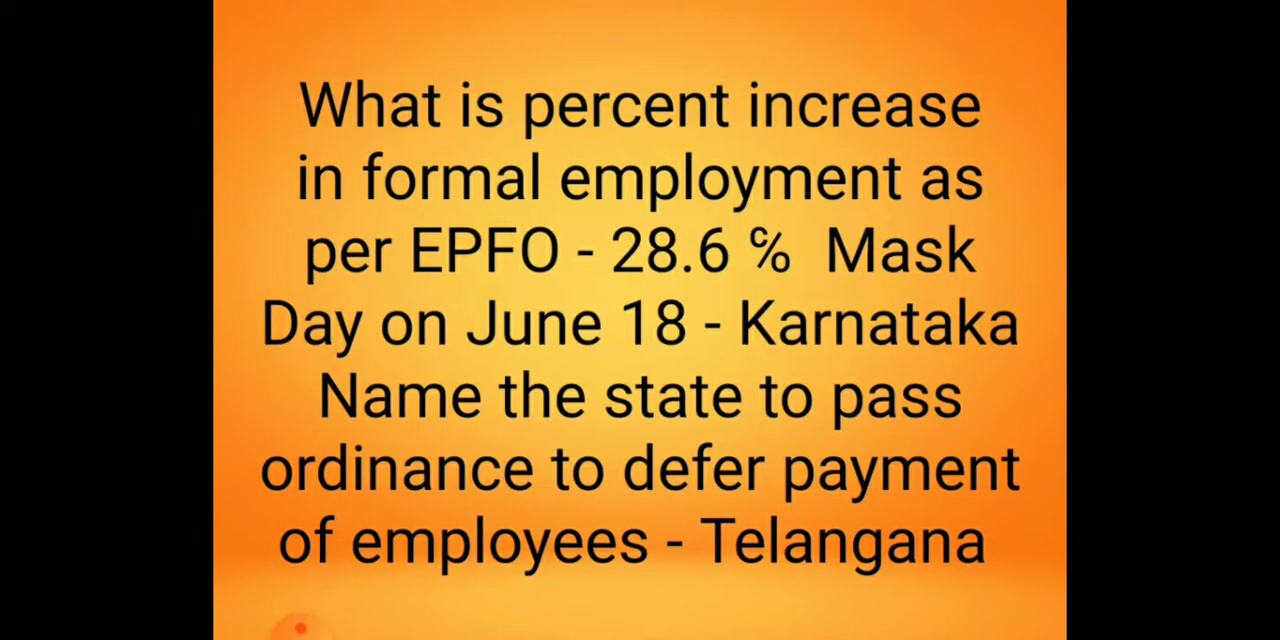 What is percent increase
in formal employment as
per EPFO - 28.6 ℅ Mask
Day on June 18 - Karnataka
Name the state to pass
ordinance to defer payment
of employees - Telangana